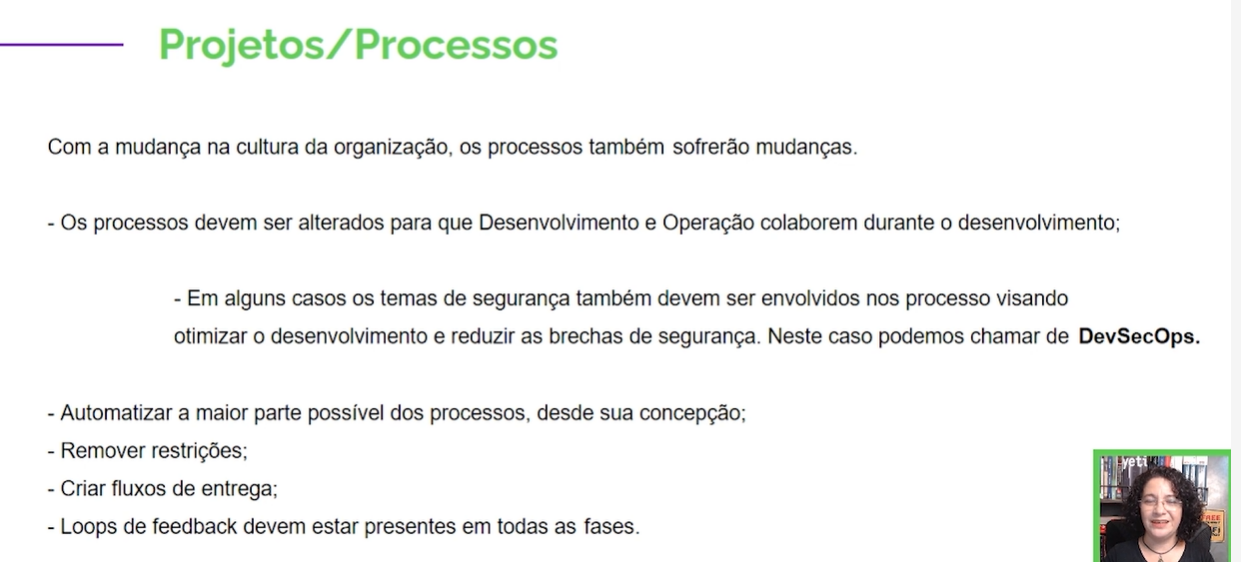 Projetos/Processos
Com a mudança na cultura da organização, os processos também sofrerão mudanças.
- Os processos devem ser alterados para que Desenvolvimento e Operação colaborem durante o desenvolvimento;
- Em alguns casos os temas de segurança também devem ser envolvidos nos processo visando
otimizar o desenvolvimento e reduzir as brechas de segurança. Neste caso podemos chamar de DevSecOps.
- Automatizar a maior parte possível dos processos, desde sua concepção;
- Remover restrições;
- Criar fluxos de entrega;
- Loops de feedback devem estar presentes em todas as fases.
yeti
FREE